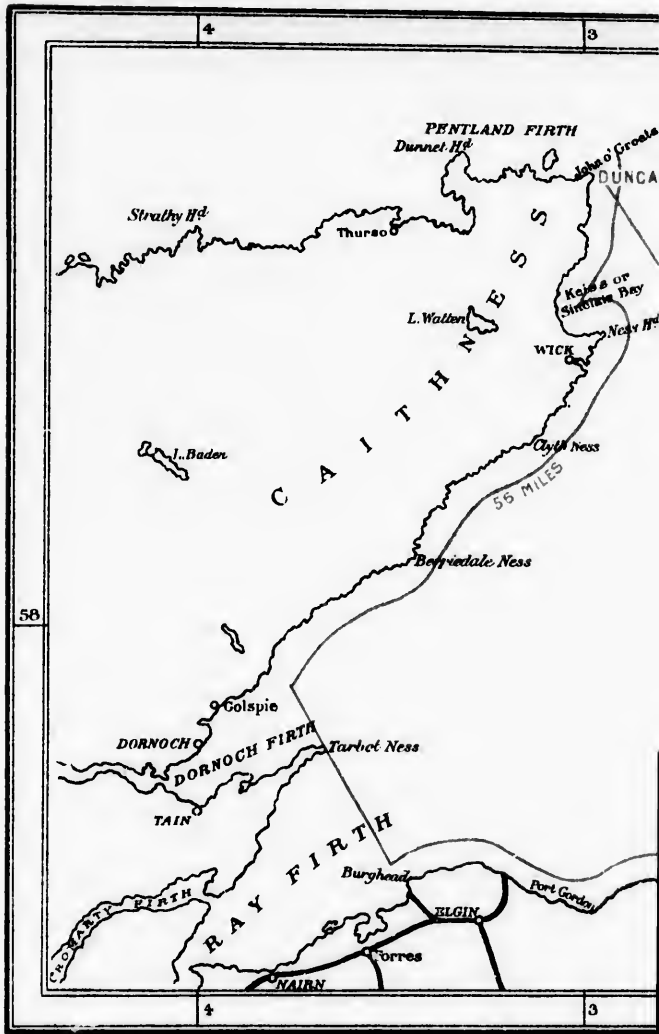 4
3
PENTLAND FIRTH
Dunnet Hd
John o' Groats
DUNCA
Strathy Hd
Thurso
Keiss or
Sinclairs Bay
L. Watten
Ness Hd
WICK
CAITHNESS
L. Baden
Clyth Ness
56 MILES
Berriedale Ness
58
Golspie
DORNOCH
DORNOCH FIRTH
Tarbet Ness
TAIN
RAY FIRTH
Burghead
Port Gordon
CROMARTY FIRTH
ELGIN
Forres
NAIRN
4
3